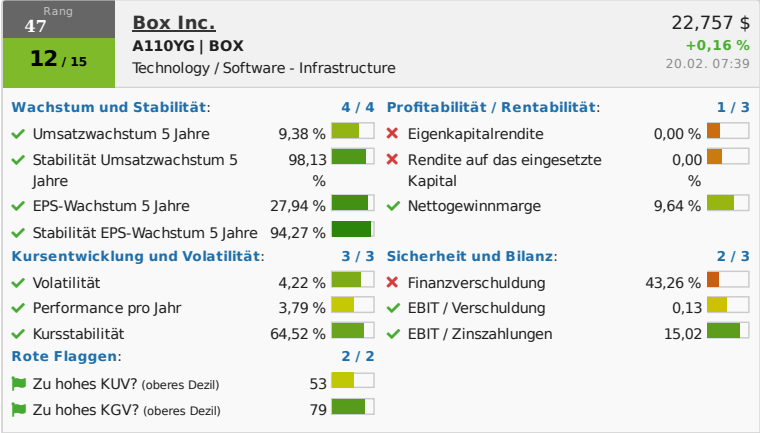 Rang
47
12 / 15
Box Inc.
A110YG | BOX
Technology / Software - Infrastructure
22,757 $
+0,16 %
20.02. 07:39
Wachstum und Stabilität: 4 / 4
Umsatzwachstum 5 Jahre 9,38 %
Stabilität Umsatzwachstum 5 98,13
Jahre %
EPS-Wachstum 5 Jahre 27,94 %
Stabilität EPS-Wachstum 5 Jahre 94,27 %
Profitabilität / Rentabilität: 1 / 3
Eigenkapitalrendite 0,00 %
Rendite auf das eingesetzte 0,00
Kapital %
Nettogewinnmarge 9,64 %
Kursentwicklung und Volatilität: 3 / 3
Volatilität 4,22 %
Performance pro Jahr 3,79 %
Kursstabilität 64,52 %
Sicherheit und Bilanz: 2 / 3
Finanzverschuldung 43,26 %
EBIT / Verschuldung 0,13
EBIT / Zinszahlungen 15,02
Rote Flaggen: 2 / 2
Zu hohes KUV? (oberes Dezil) 53
Zu hohes KGV? (oberes Dezil) 79